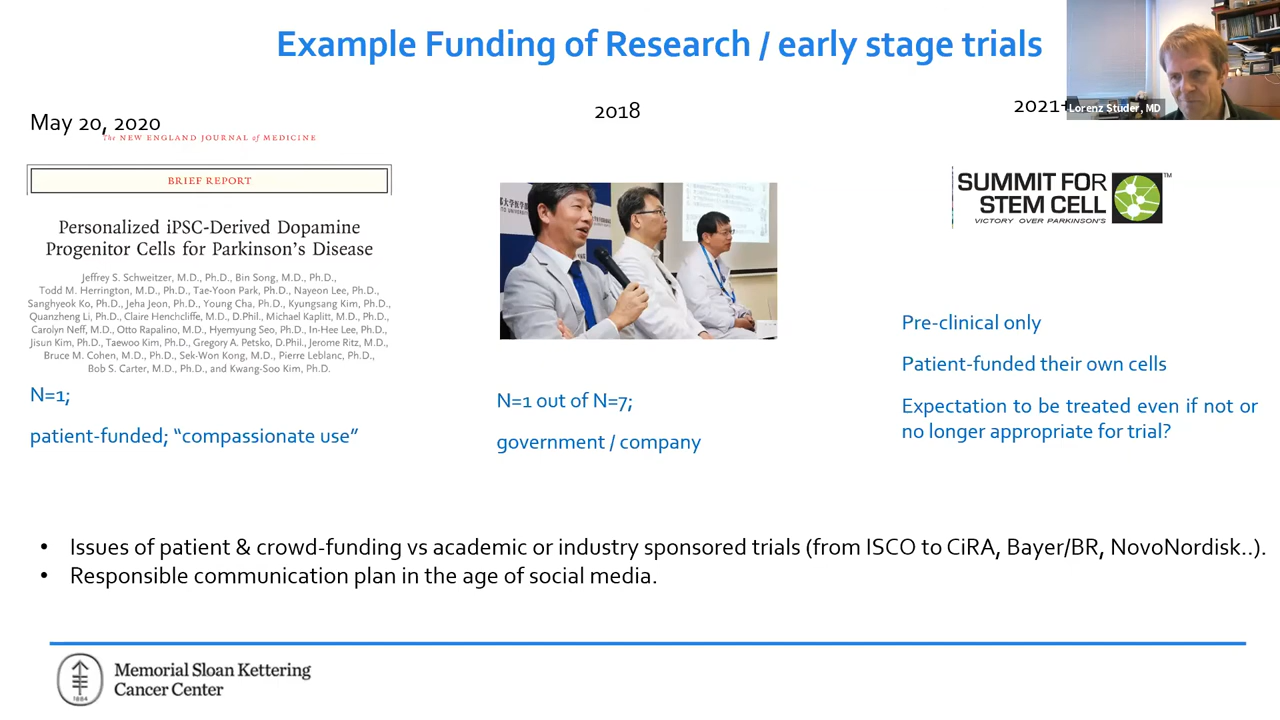 Example Funding of Research / early stage trials
Lorenz Studer, MD
May 20, 2020
The NEW ENGLAND JOURNAL of MEDICINE
BRIEF REPORT
Personalized iPSC-Derived Dopamine
Progenitor Cells for Parkinson's Disease
Jeffrey S. Schweitzer, M.D., Ph.D., Bin Song, M.D., Ph.D.,
Todd M. Herrington, M.D., Ph.D., Tae-Yoon Park, Ph.D., Nayeon Lee, Ph.D.,
Sanghyeok Ko, Ph.D., Jeha Jeon, Ph.D., Young Cha, Ph.D., Kyungsang Kim, Ph.D.,
Quanzheng Li, Ph.D., Claire Henchcliffe, M.D., D.Phil., Michael Kaplitt, M.D., Ph.D.,
Carolyn Neff, M.D., Otto Rapalino, M.D., Hyemyung Seo, Ph.D., In-Hee Lee, Ph.D.,
Jisun Kim, Ph.D., Taewoo Kim, Ph.D., Gregory A. Petsko, D.Phil., Jerome Ritz, M.D.,
Bruce M. Cohen, M.D., Ph.D., Sek-Won Kong, M.D., Pierre Leblanc, Ph.D.,
Bob S. Carter, M.D., Ph.D., and Kwang-Soo Kim, Ph.D.
N=1;
patient-funded; “compassionate use”
2018
N=1 out of N=7;
government / company
2021-
SUMMIT FOR
STEM CELL
TM
VICTORY OVER PARKINSON'S
Pre-clinical only
Patient-funded their own cells
Expectation to be treated even if not or
no longer appropriate for trial?
• Issues of patient & crowd-funding vs academic or industry sponsored trials (from ISCO to CiRA, Bayer/BR, NovoNordisk..).
• Responsible communication plan in the age of social media.
1884
Memorial Sloan Kettering
Cancer Center